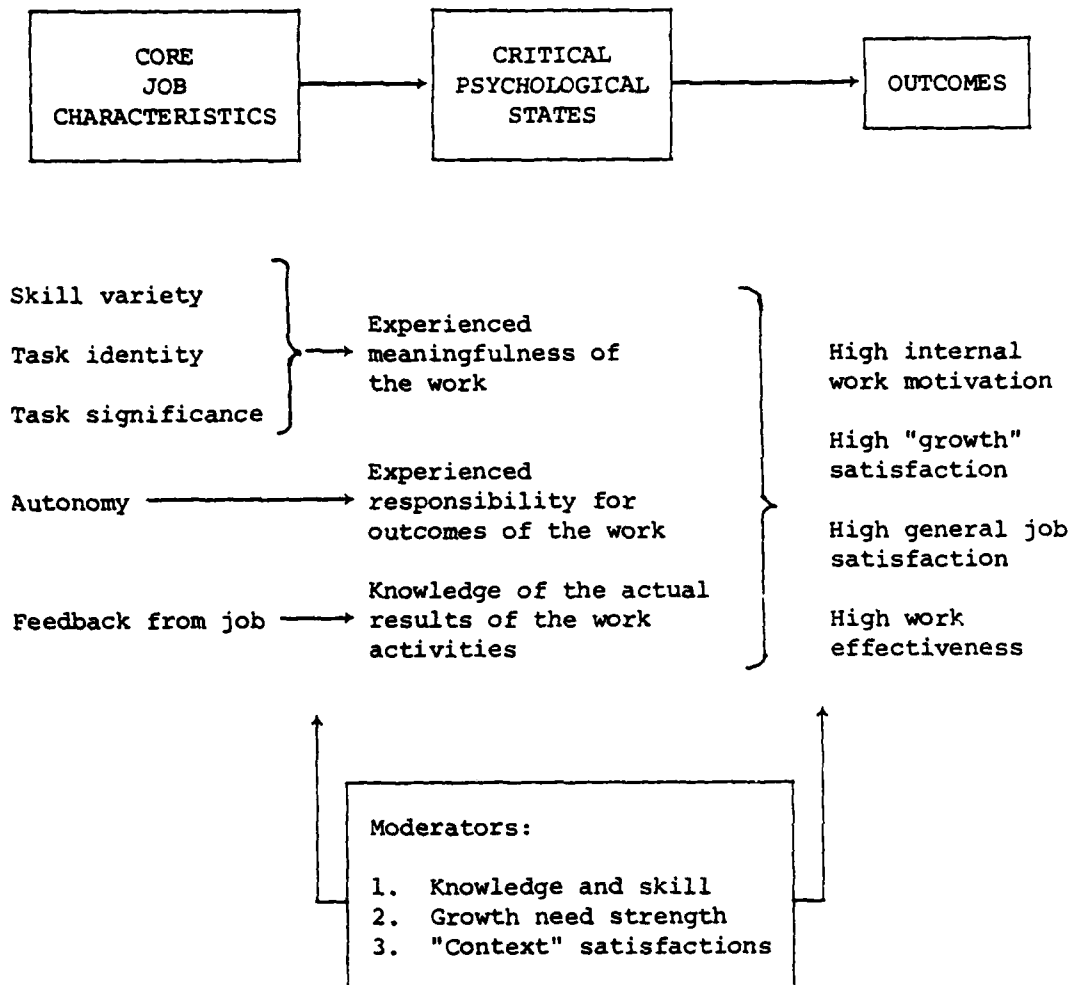 CORE
JOB
CHARACTERISTICS
CRITICAL
PSYCHOLOGICAL
STATES
OUTCOMES
Skill variety
Task identity
Task significance
Experienced
meaningfulness of
the work
Autonomy
Experienced
responsibility for
outcomes of the work
Feedback from job
Knowledge of the actual
results of the work
activities
High internal
work motivation
High "growth"
satisfaction
High general job
satisfaction
High work
effectiveness
Moderators:
1. Knowledge and skill
2. Growth need strength
3. "Context" satisfactions